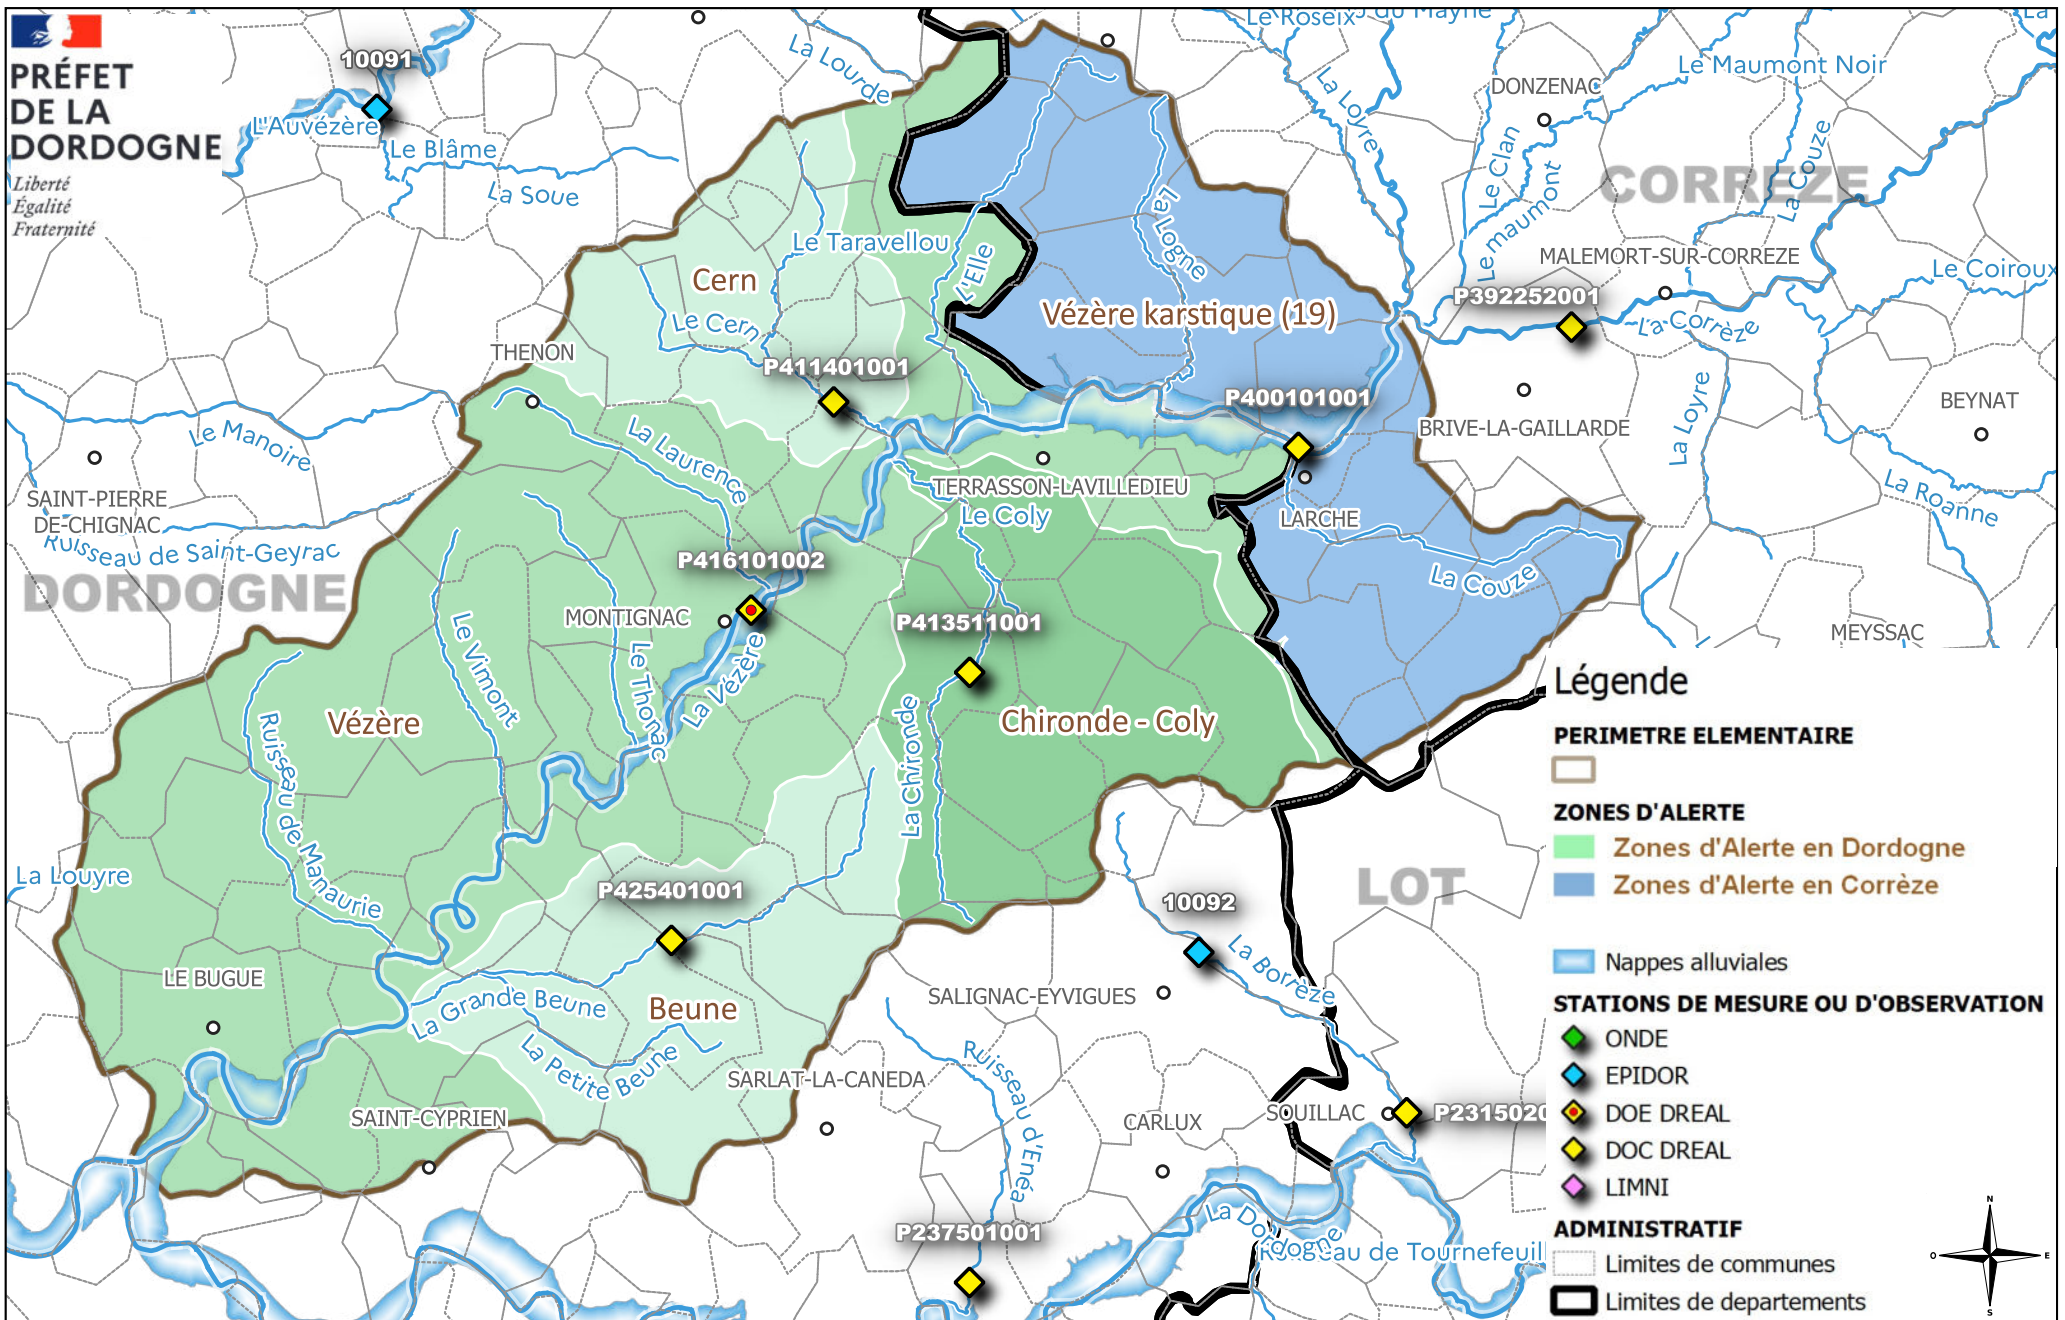 PRÉFET
DE LA
DORDOGNE
Liberté
Égalité
Fraternité
10091
L'Auvézère
Le Blâme
La Soue
La Lourde
Le Roseix
du Mayne
La Loyre
DONZENAC
Le Maumont Noir
La
Le Clan
Le maumont
La Couze
CORREZE
MALEMORT-SUR-CORREZE
Le Coiroux
P392252001
La Corrèze
La Loyre
BEYNAT
BRIVE-LA-GAILLARDE
La Roanne
MEYSSAC
Le Taravellou
L'Elle
La Logne
Cern
Le Cern
Vézère karstique (19)
THENON
P411401001
P400101001
Le Manoire
La Laurence
TERRASSON-LAVILLEDIEU
SAINT-PIERRE
DE-CHIGNAC
Le Coly
LARCHE
Ruisseau de Saint-Geyrac
DORDOGNE
P416101002
La Couze
MONTIGNAC
P413511001
Le Vimont
Le Thonac
La Vézère
Vézère
Chironde - Coly
La Chironde
Ruisseau de Manaurie
La Louyre
P425401001
LOT
10092
La Borrèze
LE BUGUE
La Grande Beune
Beune
SALIGNAC-EYVIGUES
La Petite Beune
SARLAT-LA-CANEDA
Ruisseau d'Enéa
SAINT-CYPRIEN
CARLUX
SOUILLAC
P2315020
P237501001
La Dordogne
eau de Tournefeuil
Légende
PERIMETRE ELEMENTAIRE
ZONES D'ALERTE
Zones d'Alerte en Dordogne
Zones d'Alerte en Corrèze
Nappes alluviales
STATIONS DE MESURE OU D'OBSERVATION
ONDE
EPIDOR
DOE DREAL
DOC DREAL
LIMNI
ADMINISTRATIF
Limites de communes
Limites de departements
N
O
E
S